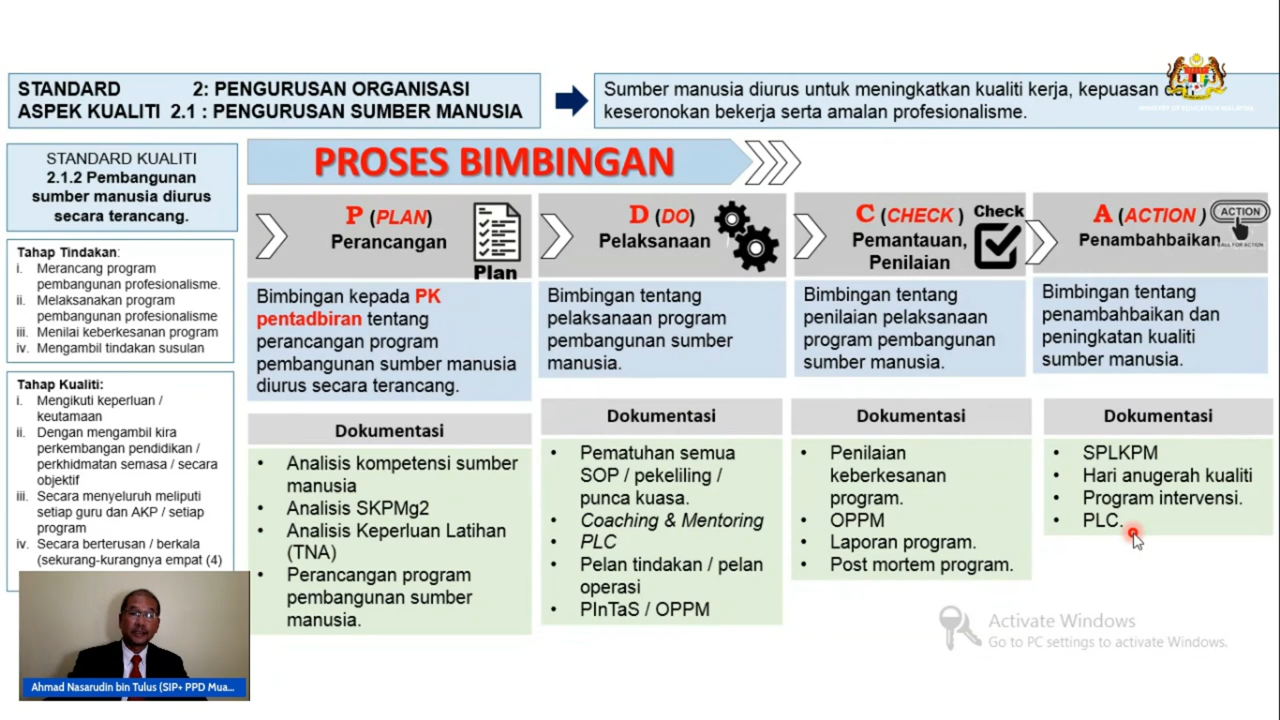 STANDARD 2: PENGURUSAN ORGANISASI
ASPEK KUALITI 2.1 : PENGURUSAN SUMBER MANUSIA
Sumber manusia diurus untuk meningkatkan kualiti kerja, kepuasan
keseronokan bekerja serta amalan profesionalisme.
MINISTRY OF EDUCATION MALAYSIA
STANDARD KUALITI
2.1.2 Pembangunan
sumber manusia diurus
secara terancang.
Tahap Tindakan:
i. Merancang program
pembangunan profesionalisme.
ii. Melaksanakan program
pembangunan profesionalisme
iii. Menilai keberkesanan program
iv. Mengambil tindakan susulan
Tahap Kualiti:
i. Mengikuti keperluan /
keutamaan
ii. Dengan mengambil kira
perkembangan pendidikan /
perkhidmatan semasa / secara
objektif
iii. Secara menyeluruh meliputi
setiap guru dan AKP / setiap
program
iv. Secara berterusan / berkala
(sekurang-kurangnya empat (4)
PROSES BIMBINGAN
P (PLAN)
Perancangan
Plan
Bimbingan kepada PK
pentadbiran tentang
perancangan program
pembangunan sumber manusia
diurus secara terancang.
Dokumentasi
• Analisis kompetensi sumber
manusia
• Analisis SKPMg2
• Analisis Keperluan Latihan
(TNA)
• Perancangan program
pembangunan sumber
manusia.
D (DO)
Pelaksanaan
Bimbingan tentang
pelaksanaan program
pembangunan sumber
manusia.
Dokumentasi
• Pematuhan semua
SOP / pekeliling /
punca kuasa.
• Coaching & Mentoring
• PLC
• Pelan tindakan / pelan
operasi
• PInTaS / OPPM
C (CHECK )
Pemantauan,
Penilaian
Check
Bimbingan tentang
penilaian pelaksanaan
program pembangunan
sumber manusia.
Dokumentasi
• Penilaian
keberkesanan
program.
• OPPM
• Laporan program.
• Post mortem program.
A (ACTION )
Penambahbaikan
ACTION
CALL FOR ACTION
Bimbingan tentang
penambahbaikan dan
peningkatan kualiti
sumber manusia.
Dokumentasi
• SPLKPM
• Hari anugerah kualiti
• Program intervensi.
• PLC.
Activate Windows
Go to PC settings to activate Windows.
Ahmad Nasarudin bin Tulus (SIP+ PPD Mua...